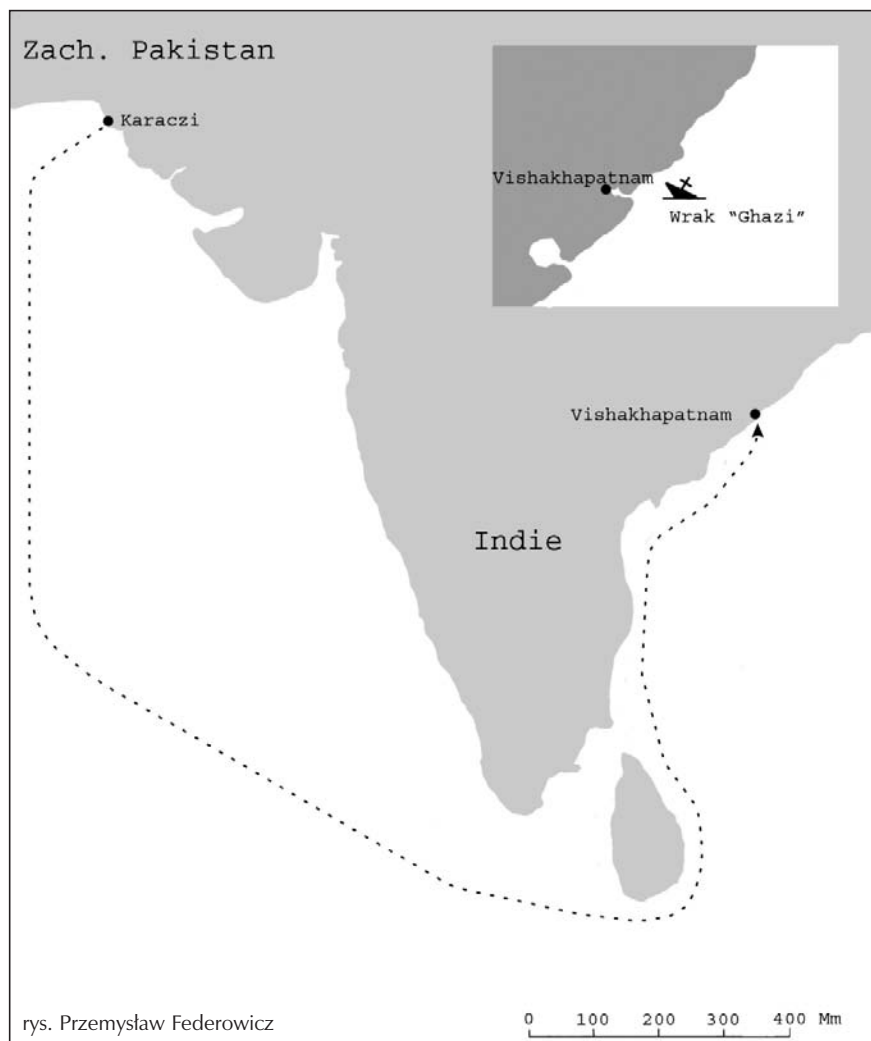 Zach. Pakistan
Karaczi
Vishakhapatnam
Wrak "Ghazi"
Vishakhapatnam
Indie
rys. Przemysław Federowicz
0 100 200 300 400 Mm